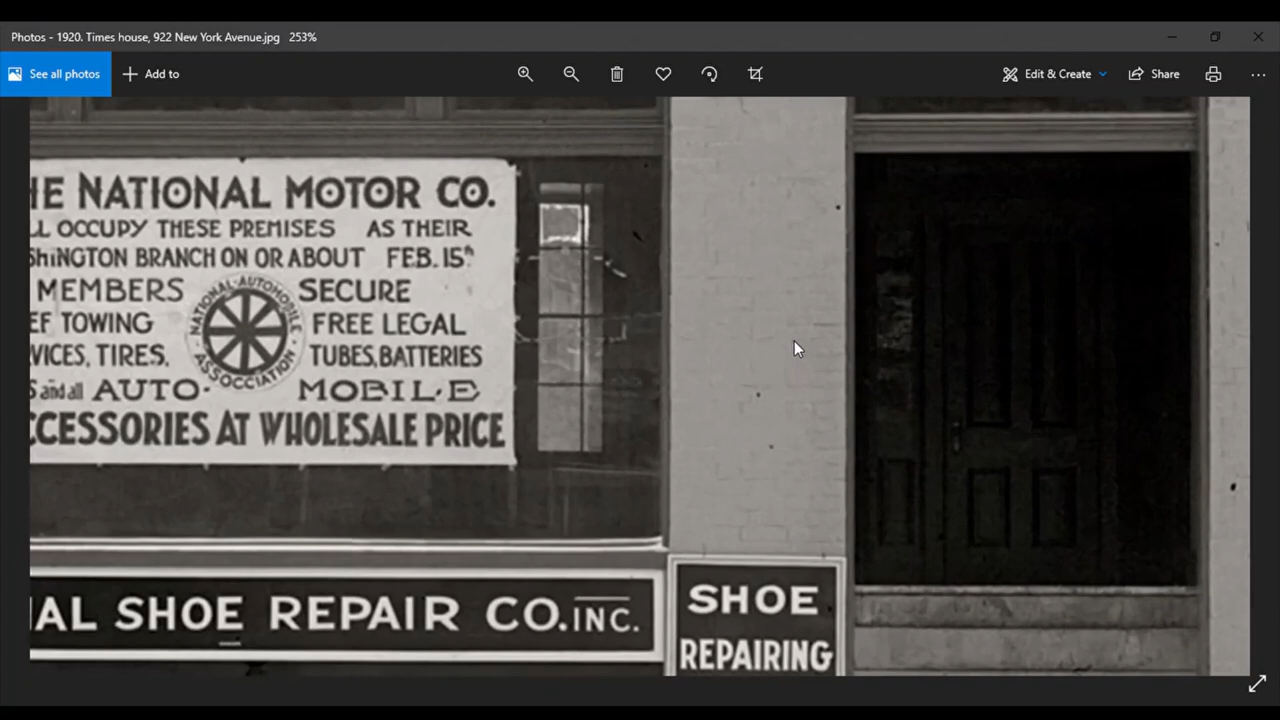 Photos - 1920. Times house, 922 New York Avenue.jpg 253%
See all photos
Add to
Edit & Create
Share
HE NATIONAL MOTOR CO.
LL OCCUPY THESE PREMISES AS THEIR
SHINGTON BRANCH ON OR ABOUT FEB. 15th
MEMBERS SECURE
EF TOWING FREE LEGAL
VICES, TIRES, TUBES, BATTERIES
S and all AUTO- MOBILE
CCESSORIES AT WHOLESALE PRICE
NATIONAL AUTOMOBILE ASSOCCIATION
NAL SHOE REPAIR CO. INC.
SHOE
REPAIRING